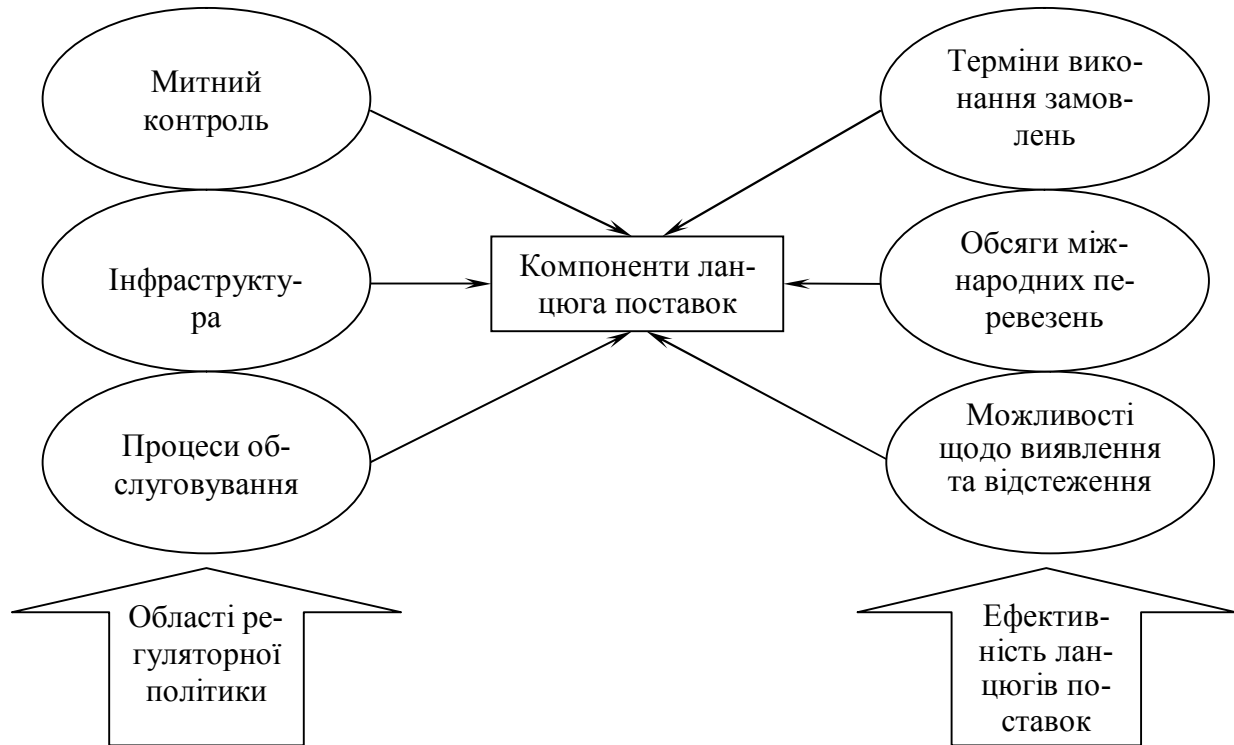 Митний
контроль
Інфраструкту-
ра
Процеси об-
слуговування
Області ре-
гуляторної
політики
Компоненти лан-
цюга поставок
Терміни вико-
нання замов-
лень
Обсяги між-
народних пе-
ревезень
Можливості
щодо виявлення
та відстеження
Ефектив-
ність лан-
цюгів по-
ставок